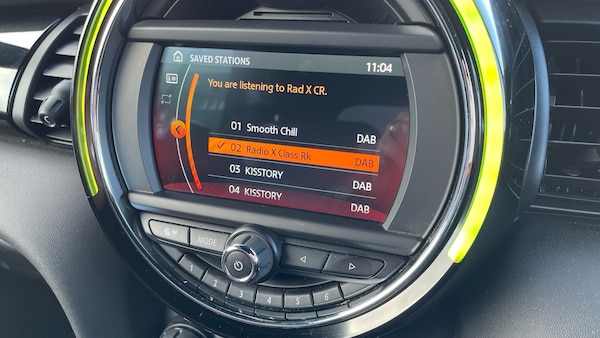 SAVED STATIONS 11:04
You are listening to Rad X CR.
01 Smooth Chill DAB
02 Radio X Class Rk DAB
03 KISSTORY DAB
04 KISSTORY DAB
MODE
1 2 3 4 5 6